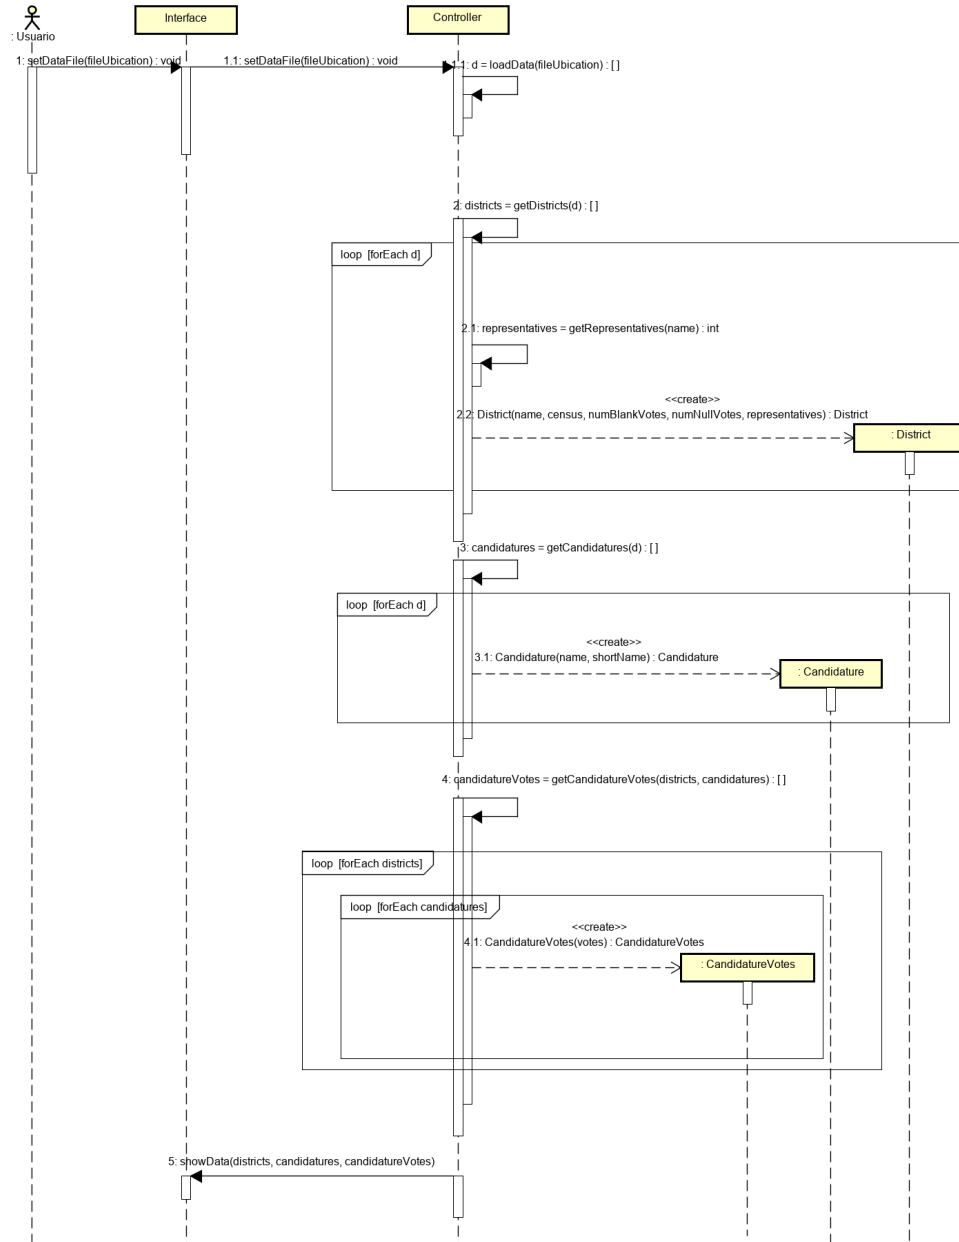 Interface
Controller
: Usuario
1: setDataFile(fileUbication) : void
1.1: setDataFile(fileUbication) : void
1.1.1: d = loadData(fileUbication) : [ ]
2: districts = getDistricts(d) : [ ]
loop [forEach d]
2.1: representatives = getRepresentatives(name) : int
<<create>>
2.2: District(name, census, numBlankVotes, numNullVotes, representatives) : District
: District
3: candidatures = getCandidatures(d) : [ ]
loop [forEach d]
<<create>>
3.1: Candidature(name, shortName) : Candidature
: Candidature
4: candidatureVotes = getCandidatureVotes(districts, candidatures) : [ ]
loop [forEach districts]
loop [forEach candidatures]
<<create>>
4.1: CandidatureVotes(votes) : CandidatureVotes
: CandidatureVotes
5: showData(districts, candidatures, candidatureVotes)